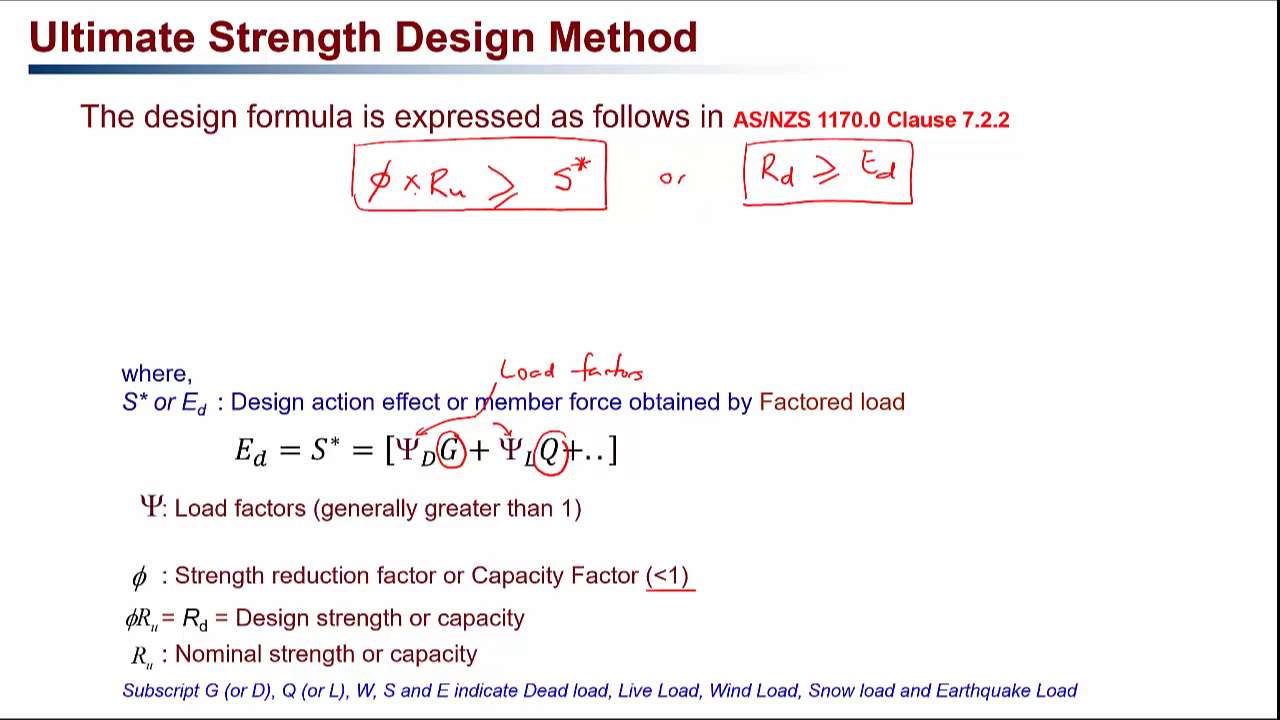 Ultimate Strength Design Method
The design formula is expressed as follows in AS/NZS 1170.0 Clause 7.2.2
ϕ × Ru ⩾ S* or Rd ⩾ Ed
where,
Load factors
S* or Ed : Design action effect or member force obtained by Factored load
Ed = S* = [ΨDG + ΨLQ+..]
Ψ: Load factors (generally greater than 1)
ϕ : Strength reduction factor or Capacity Factor (<1)
ϕRu = Rd = Design strength or capacity
Ru : Nominal strength or capacity
Subscript G (or D), Q (or L), W, S and E indicate Dead load, Live Load, Wind Load, Snow load and Earthquake Load